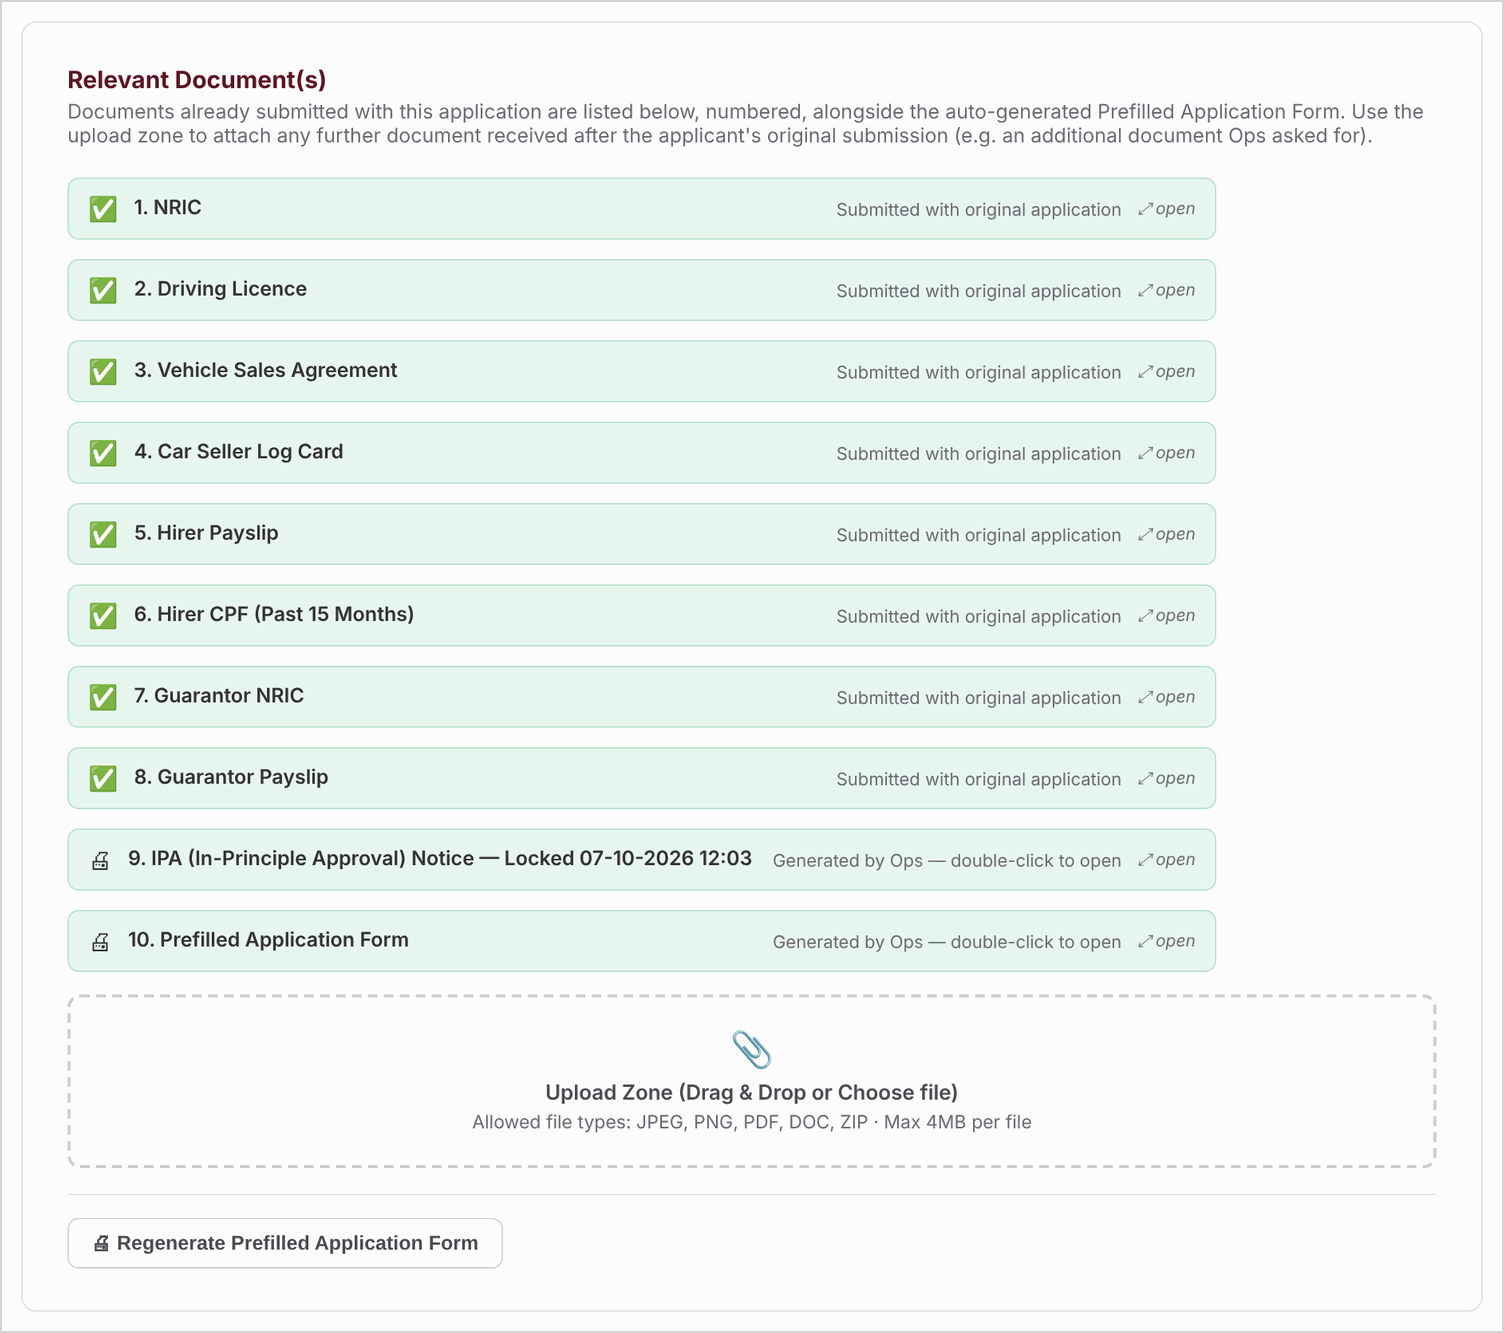 Relevant Document(s)
Documents already submitted with this application are listed below, numbered, alongside the auto-generated Prefilled Application Form. Use the
upload zone to attach any further document received after the applicant's original submission (e.g. an additional document Ops asked for).
1. NRIC Submitted with original application open
2. Driving Licence Submitted with original application open
3. Vehicle Sales Agreement Submitted with original application open
4. Car Seller Log Card Submitted with original application open
5. Hirer Payslip Submitted with original application open
6. Hirer CPF (Past 15 Months) Submitted with original application open
7. Guarantor NRIC Submitted with original application open
8. Guarantor Payslip Submitted with original application open
9. IPA (In-Principle Approval) Notice — Locked 07-10-2026 12:03 Generated by Ops — double-click to open open
10. Prefilled Application Form Generated by Ops — double-click to open open
Upload Zone (Drag & Drop or Choose file)
Allowed file types: JPEG, PNG, PDF, DOC, ZIP · Max 4MB per file
Regenerate Prefilled Application Form